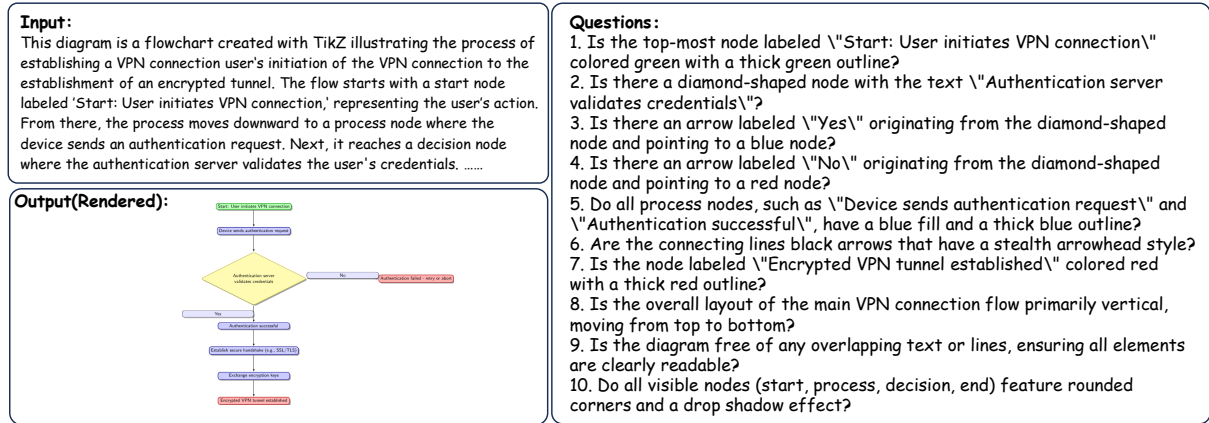 Input:
This diagram is a flowchart created with TikZ illustrating the process of
establishing a VPN connection user's initiation of the VPN connection to the
establishment of an encrypted tunnel. The flow starts with a start node
labeled 'Start: User initiates VPN connection,' representing the user's action.
From there, the process moves downward to a process node where the
device sends an authentication request. Next, it reaches a decision node
where the authentication server validates the user's credentials. ......
Output(Rendered):
Start: User initiates VPN connection
Device sends authentication request
Authentication server
validates credentials
No
Authentication failed - retry or abort
Yes
Authentication successful
Establish secure handshake (e.g., SSL/TLS)
Exchange encryption keys
Encrypted VPN tunnel established
Questions:
1. Is the top-most node labeled \"Start: User initiates VPN connection\"
colored green with a thick green outline?
2. Is there a diamond-shaped node with the text \"Authentication server
validates credentials\"?
3. Is there an arrow labeled \"Yes\" originating from the diamond-shaped
node and pointing to a blue node?
4. Is there an arrow labeled \"No\" originating from the diamond-shaped
node and pointing to a red node?
5. Do all process nodes, such as \"Device sends authentication request\" and
\"Authentication successful\", have a blue fill and a thick blue outline?
6. Are the connecting lines black arrows that have a stealth arrowhead style?
7. Is the node labeled \"Encrypted VPN tunnel established\" colored red
with a thick red outline?
8. Is the overall layout of the main VPN connection flow primarily vertical,
moving from top to bottom?
9. Is the diagram free of any overlapping text or lines, ensuring all elements
are clearly readable?
10. Do all visible nodes (start, process, decision, end) feature rounded
corners and a drop shadow effect?